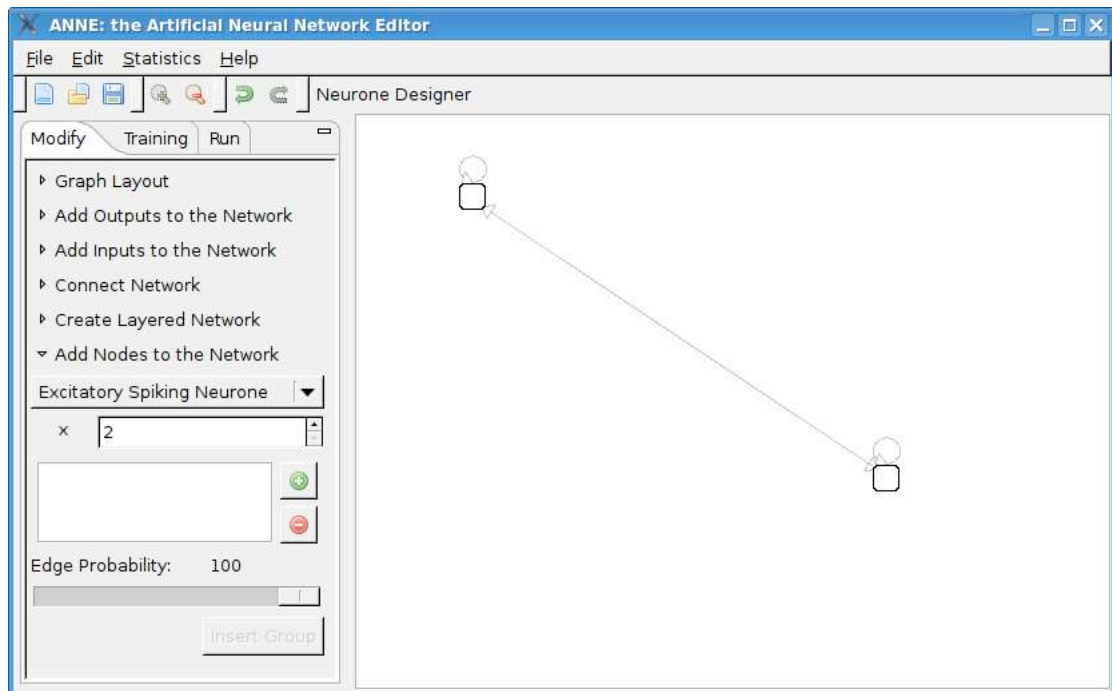 ANNE: the Artificial Neural Network Editor
File Edit Statistics Help
Neurone Designer
Modify Training Run
Graph Layout
Add Outputs to the Network
Add Inputs to the Network
Connect Network
Create Layered Network
Add Nodes to the Network
Excitatory Spiking Neurone
x 2
Edge Probability: 100
Insert Group